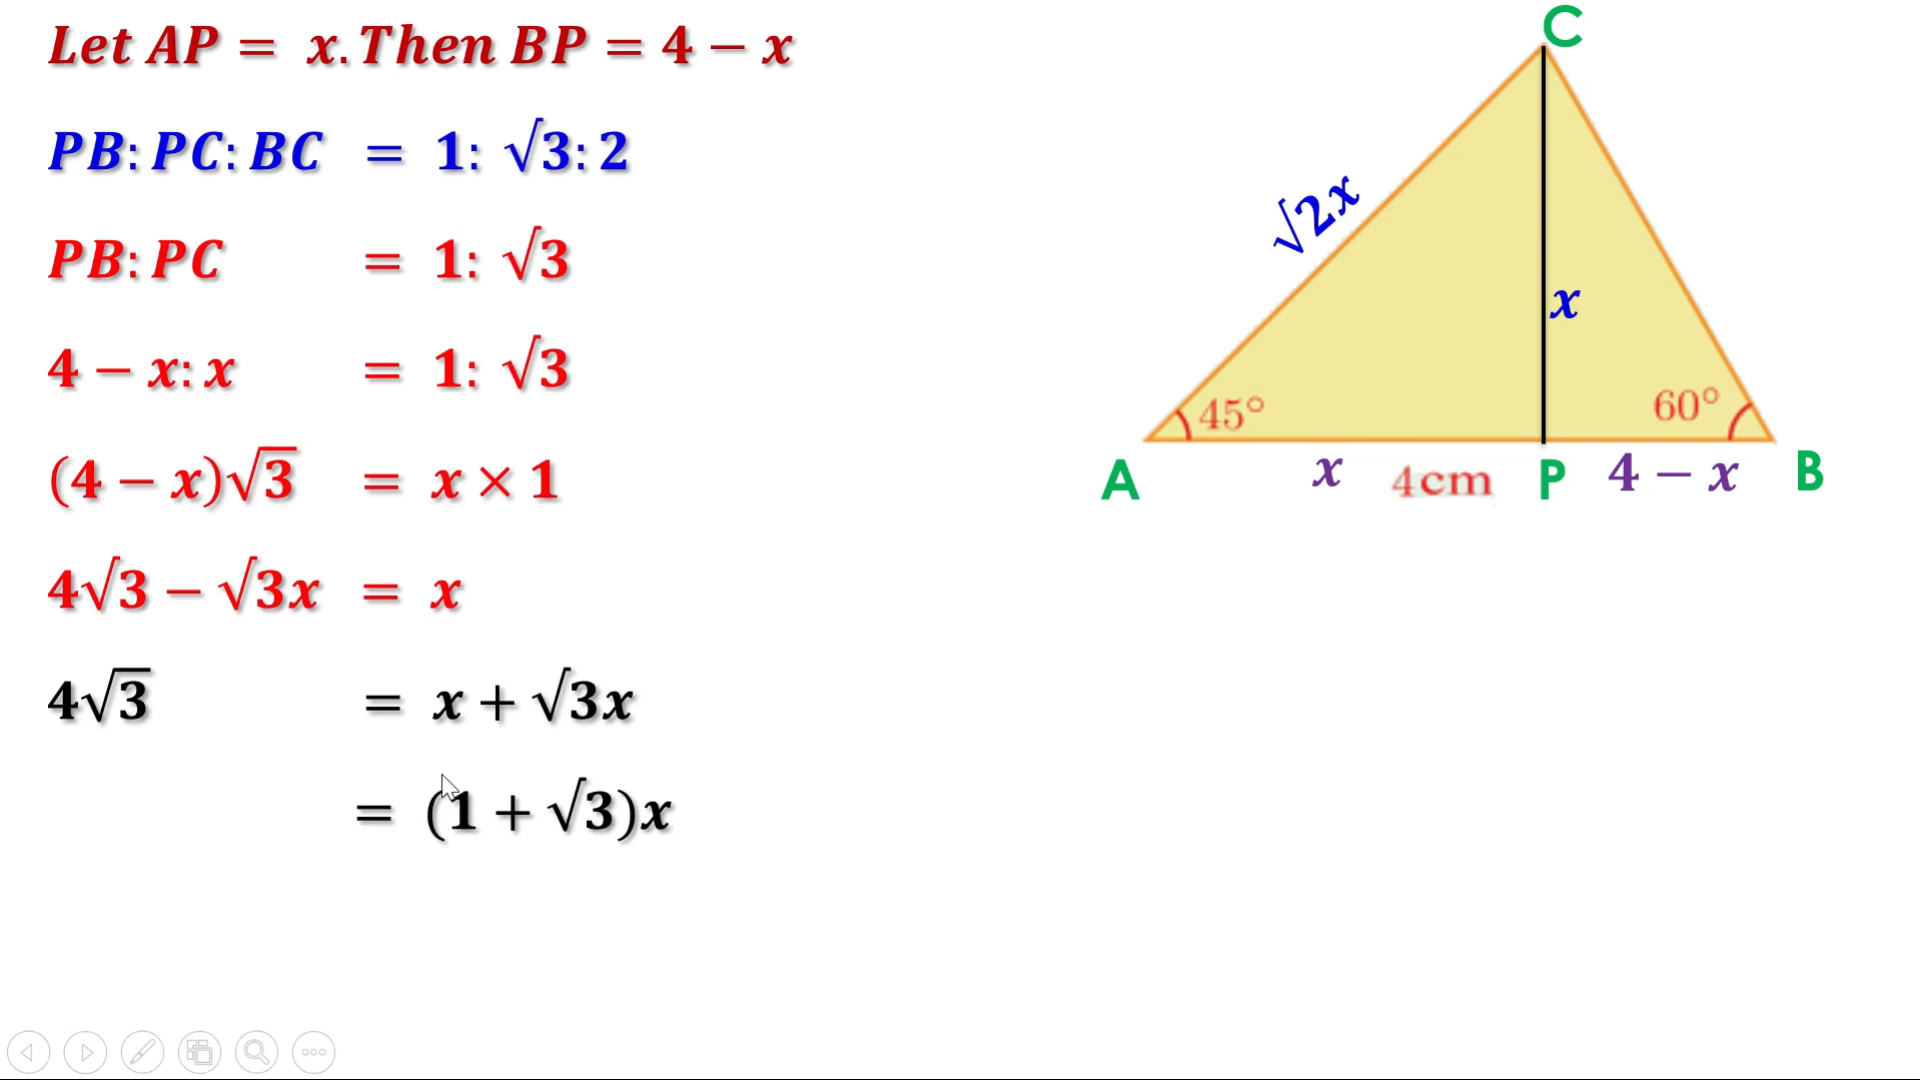 Let AP = x. Then BP = 4 − x
PB: PC: BC = 1: √3: 2
PB: PC = 1: √3
4 − x: x = 1: √3
(4 − x)√3 = x × 1
4√3 − √3x = x
4√3 = x + √3x
= (1 + √3)x
C
√2x
x
45°
60°
A
x
4cm
P
4 − x
B